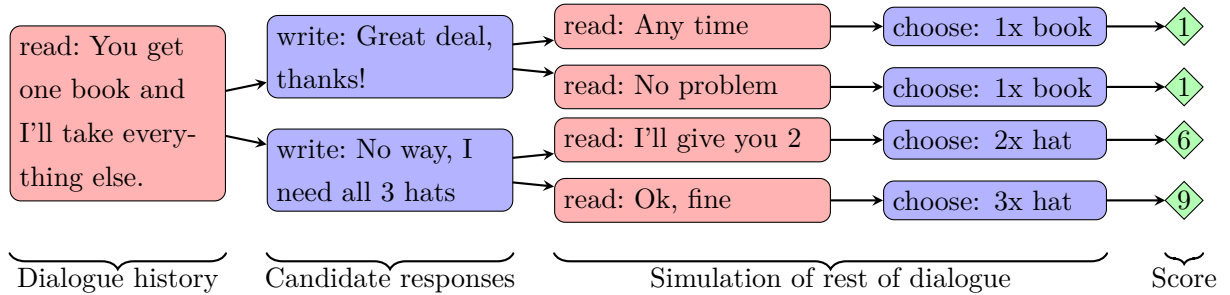 read: You get
one book and
I'll take every-
thing else.
write: Great deal,
thanks!
write: No way, I
need all 3 hats
read: Any time
choose: 1x book
1
read: No problem
choose: 1x book
1
read: I'll give you 2
choose: 2x hat
6
read: Ok, fine
choose: 3x hat
9
Dialogue history
Candidate responses
Simulation of rest of dialogue
Score